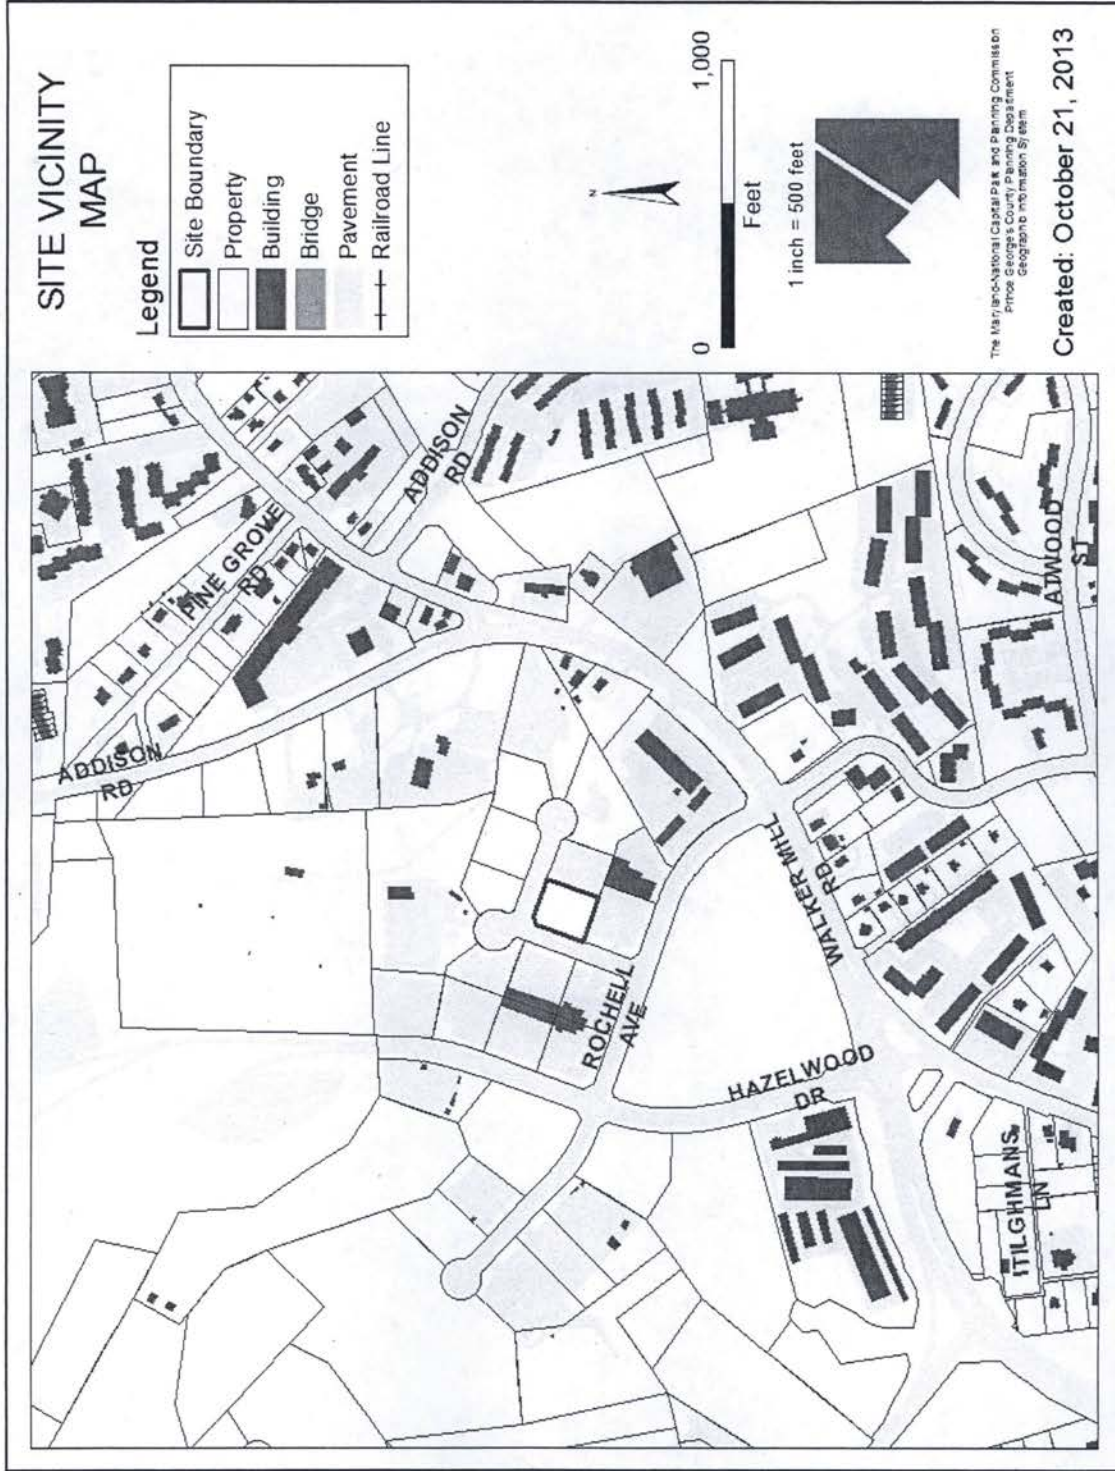 SITE VICINITY
MAP
Legend
Site Boundary
Property
Building
Bridge
Pavement
Railroad Line
N
0
1,000
Feet
1 inch = 500 feet
The Maryland-National Capital Park and Planning Commission
Prince George's County Planning Department
Geographic Information System
Created: October 21, 2013
ADDISON
RD
PINE GROVE
RD
ADDISON
RD
ROCHELL
AVE
WALKER MILL
RD
HAZELWOOD
DR
ATWOOD
ST
TILGHMANS
LN